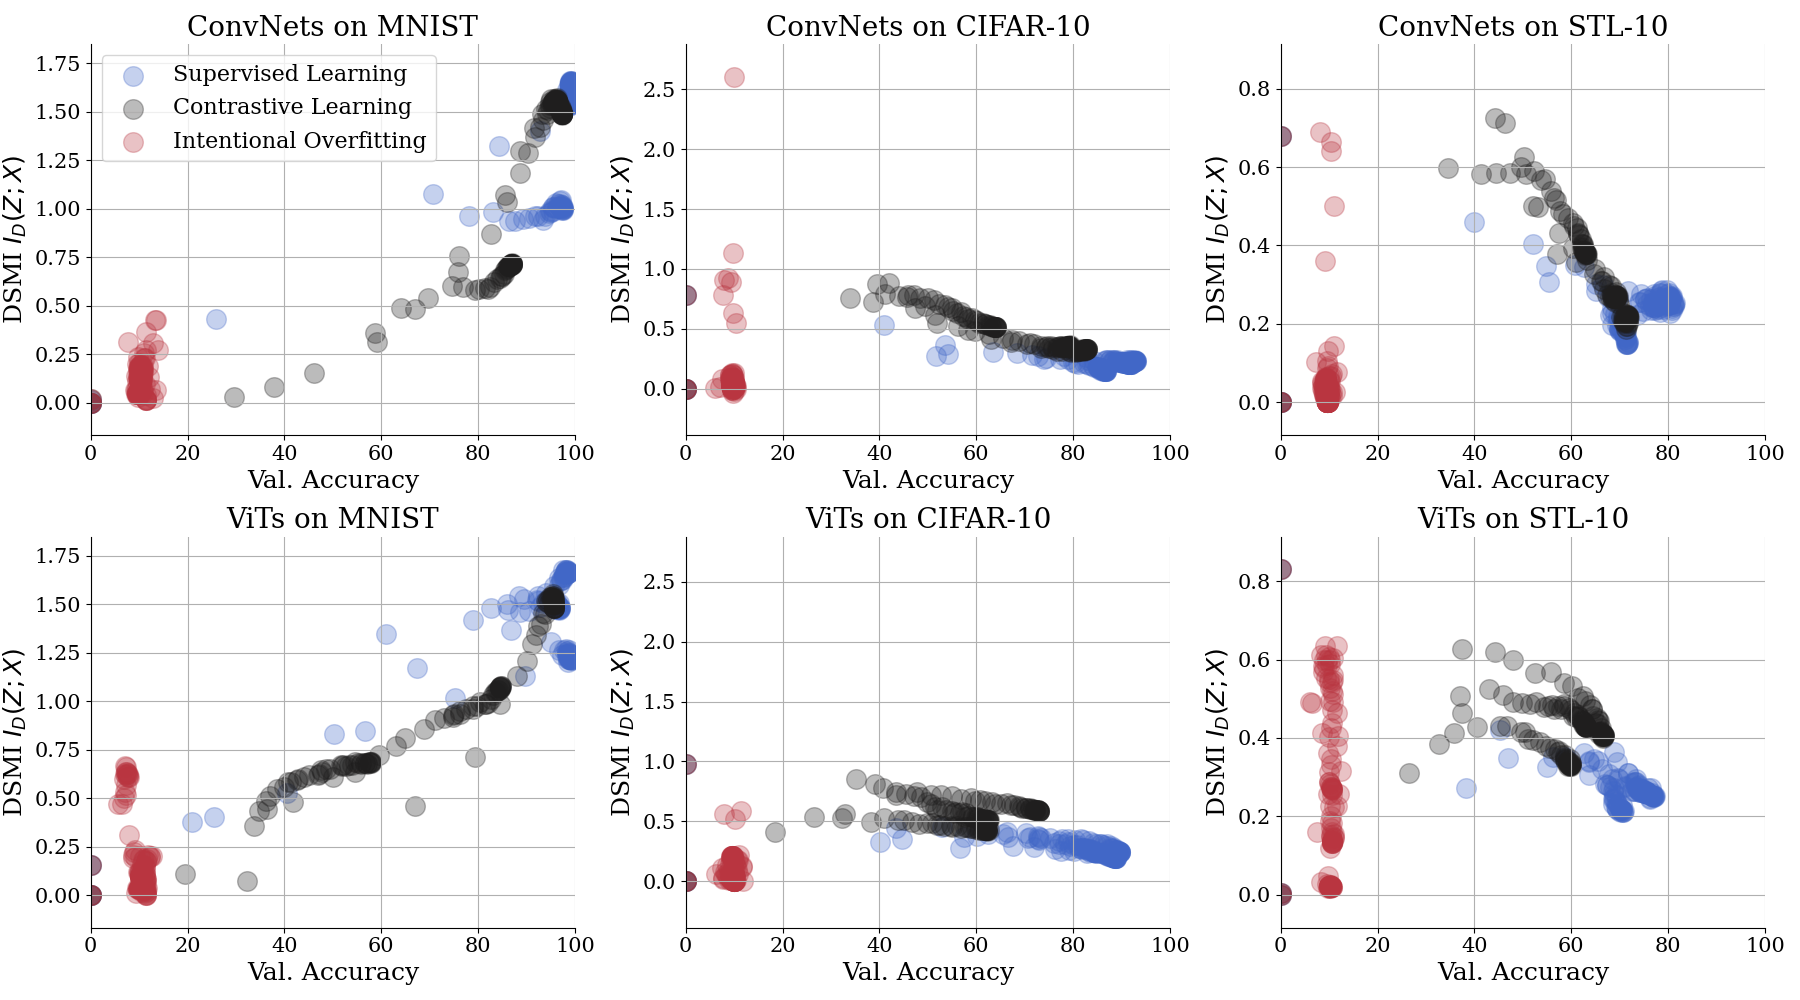 ConvNets on MNIST
DSMI I_D(Z; X)
1.75
1.50
1.25
1.00
0.75
0.50
0.25
0.00
Supervised Learning
Contrastive Learning
Intentional Overfitting
0 20 40 60 80 100
Val. Accuracy
ConvNets on CIFAR-10
DSMI I_D(Z; X)
2.5
2.0
1.5
1.0
0.5
0.0
0 20 40 60 80 100
Val. Accuracy
ConvNets on STL-10
DSMI I_D(Z; X)
0.8
0.6
0.4
0.2
0.0
0 20 40 60 80 100
Val. Accuracy
ViTs on MNIST
DSMI I_D(Z; X)
1.75
1.50
1.25
1.00
0.75
0.50
0.25
0.00
0 20 40 60 80 100
Val. Accuracy
ViTs on CIFAR-10
DSMI I_D(Z; X)
2.5
2.0
1.5
1.0
0.5
0.0
0 20 40 60 80 100
Val. Accuracy
ViTs on STL-10
DSMI I_D(Z; X)
0.8
0.6
0.4
0.2
0.0
0 20 40 60 80 100
Val. Accuracy